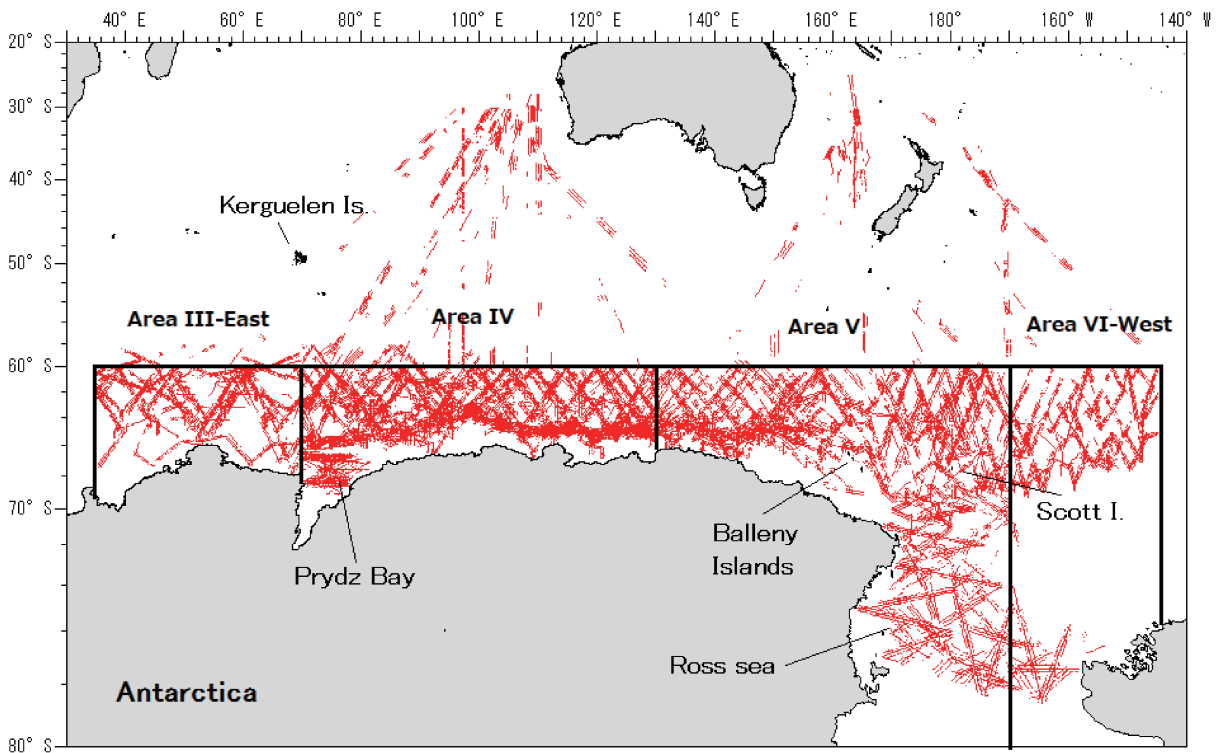 40° E 60° E 80° E 100° E 120° E 140° E 160° E 180° 160° W 140° W
20° S
30° S
40° S
Kerguelen Is.
50° S
Area III-East Area IV Area V Area VI-West
60° S
70° S
Scott I.
Balleny
Islands
Prydz Bay
Ross sea
Antarctica
80° S